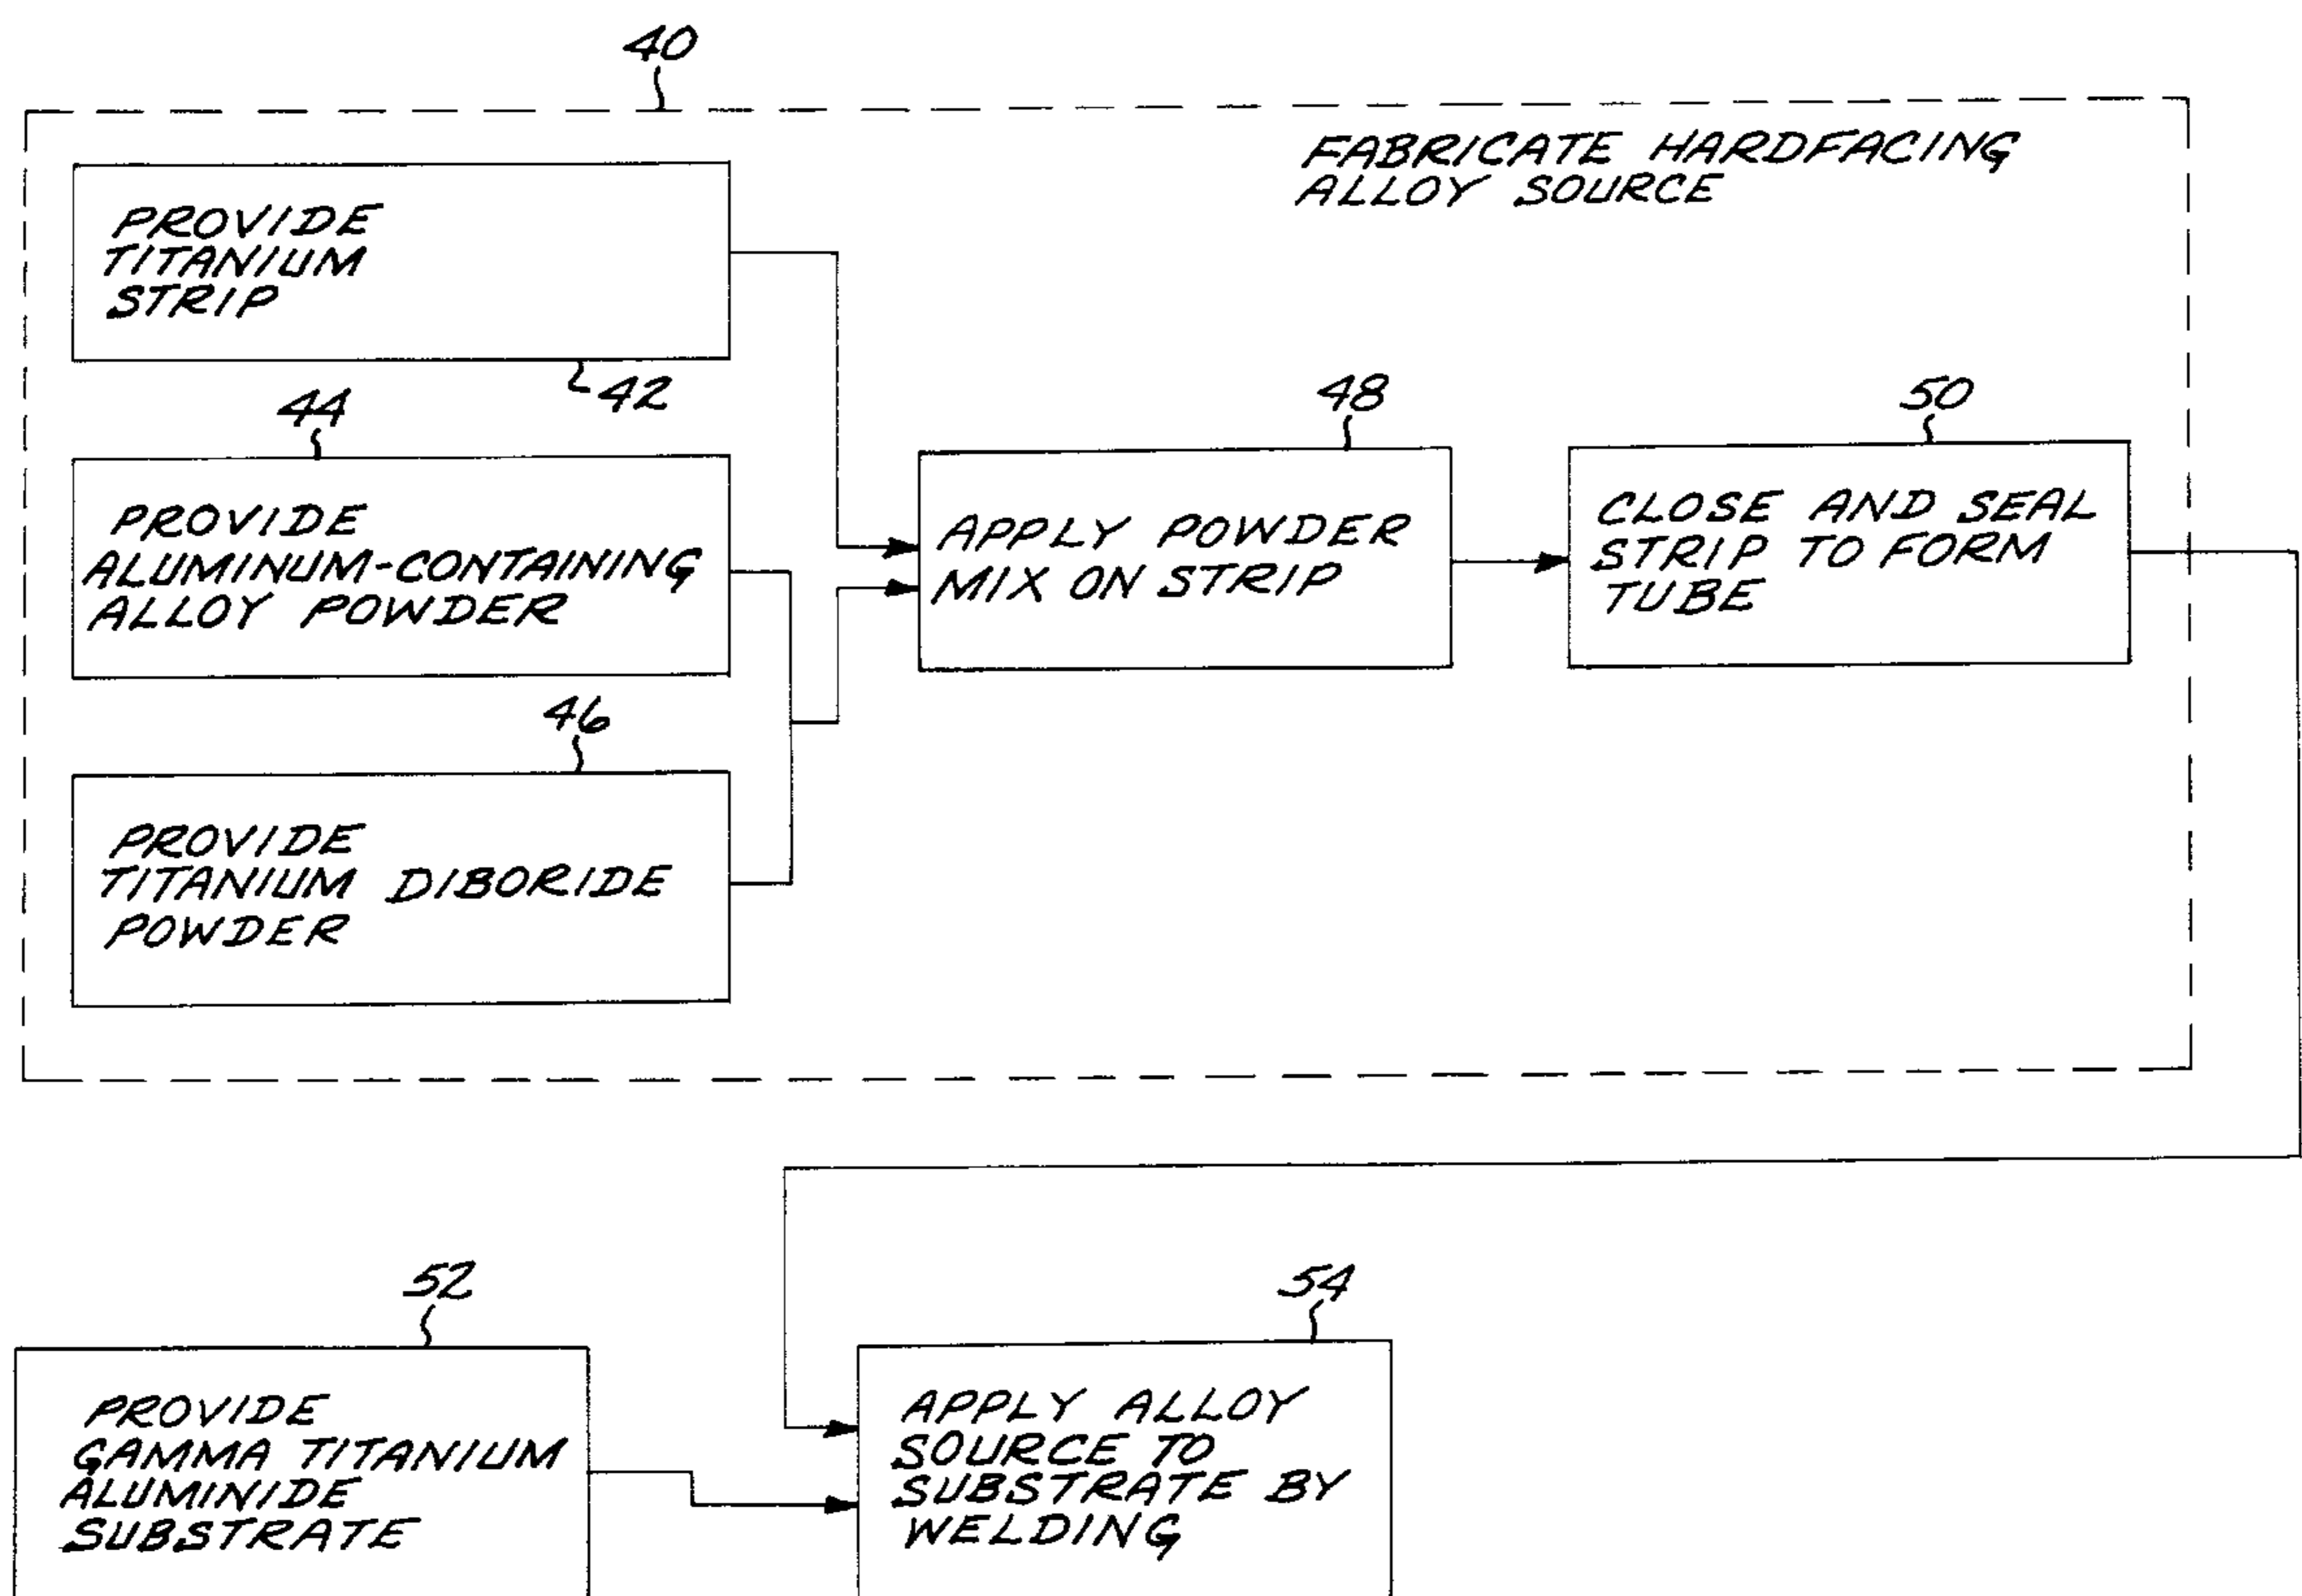 40
FABRICATE HARDFACING
ALLOY SOURCE
PROVIDE
TITANIUM
STRIP
42
44
PROVIDE
ALUMINUM-CONTAINING
ALLOY POWDER
46
PROVIDE
TITANIUM DIBORIDE
POWDER
48
APPLY POWDER
MIX ON STRIP
50
CLOSE AND SEAL
STRIP TO FORM
TUBE
52
PROVIDE
GAMMA TITANIUM
ALUMINIDE
SUBSTRATE
54
APPLY ALLOY
SOURCE TO
SUBSTRATE BY
WELDING